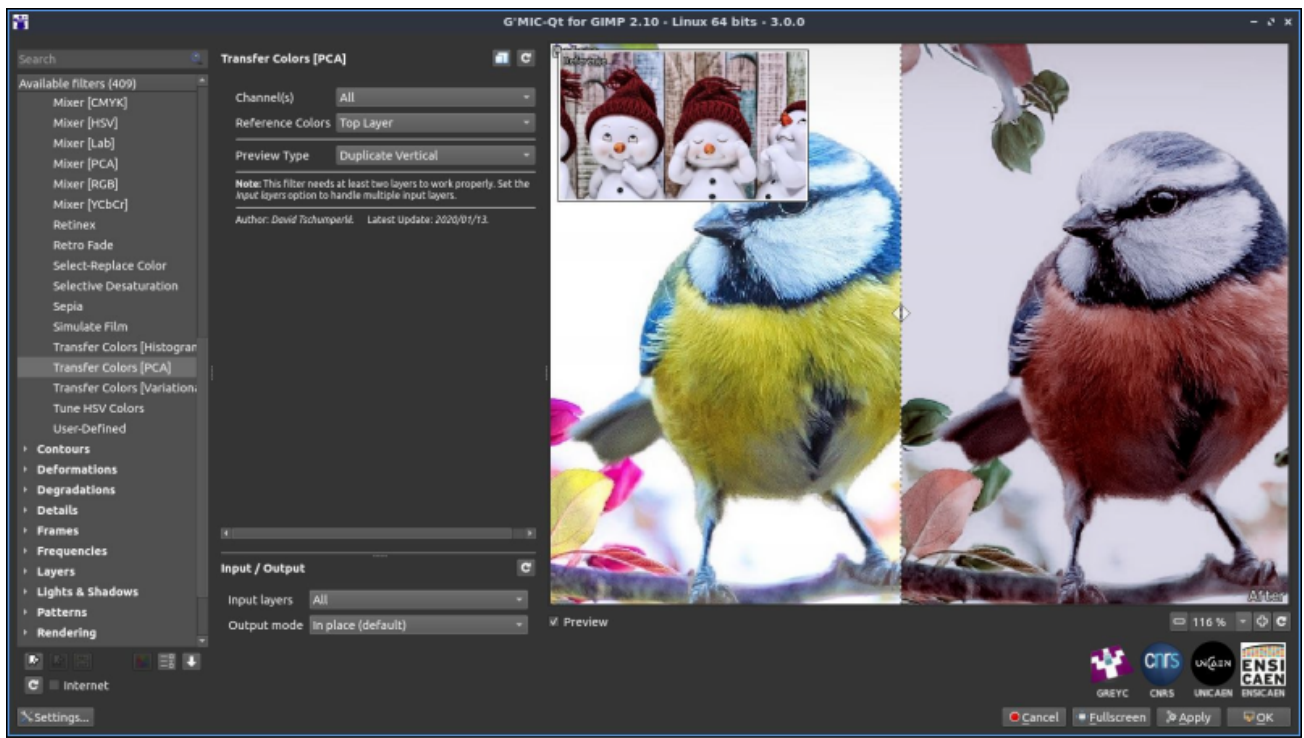 G'MIC-Qt for GIMP 2.10 - Linux 64 bits - 3.0.0
Search
Available filters (409)
Mixer [CMYK]
Mixer [HSV]
Mixer [Lab]
Mixer [PCA]
Mixer [RGB]
Mixer [YCbCr]
Retinex
Retro Fade
Select-Replace Color
Selective Desaturation
Sepia
Simulate Film
Transfer Colors [Histogran
Transfer Colors [PCA]
Transfer Colors [Variationa
Tune HSV Colors
User-Defined
Contours
Deformations
Degradations
Details
Frames
Frequencies
Layers
Lights & Shadows
Patterns
Rendering
Internet
Settings...
Transfer Colors [PCA]
Channel(s) All
Reference Colors Top Layer
Preview Type Duplicate Vertical
Note: This filter needs at least two layers to work properly. Set the
Input layers option to handle multiple input layers.
Author: David Tschumperlé. Latest Update: 2020/01/13.
Input / Output
Input layers All
Output mode In place (default)
Reference
After
Preview
116 %
GREYC
cnrs
CNRS
UNICAEN
UNICAEN
ENSI
CAEN
ENSICAEN
Cancel
Fullscreen
Apply
OK